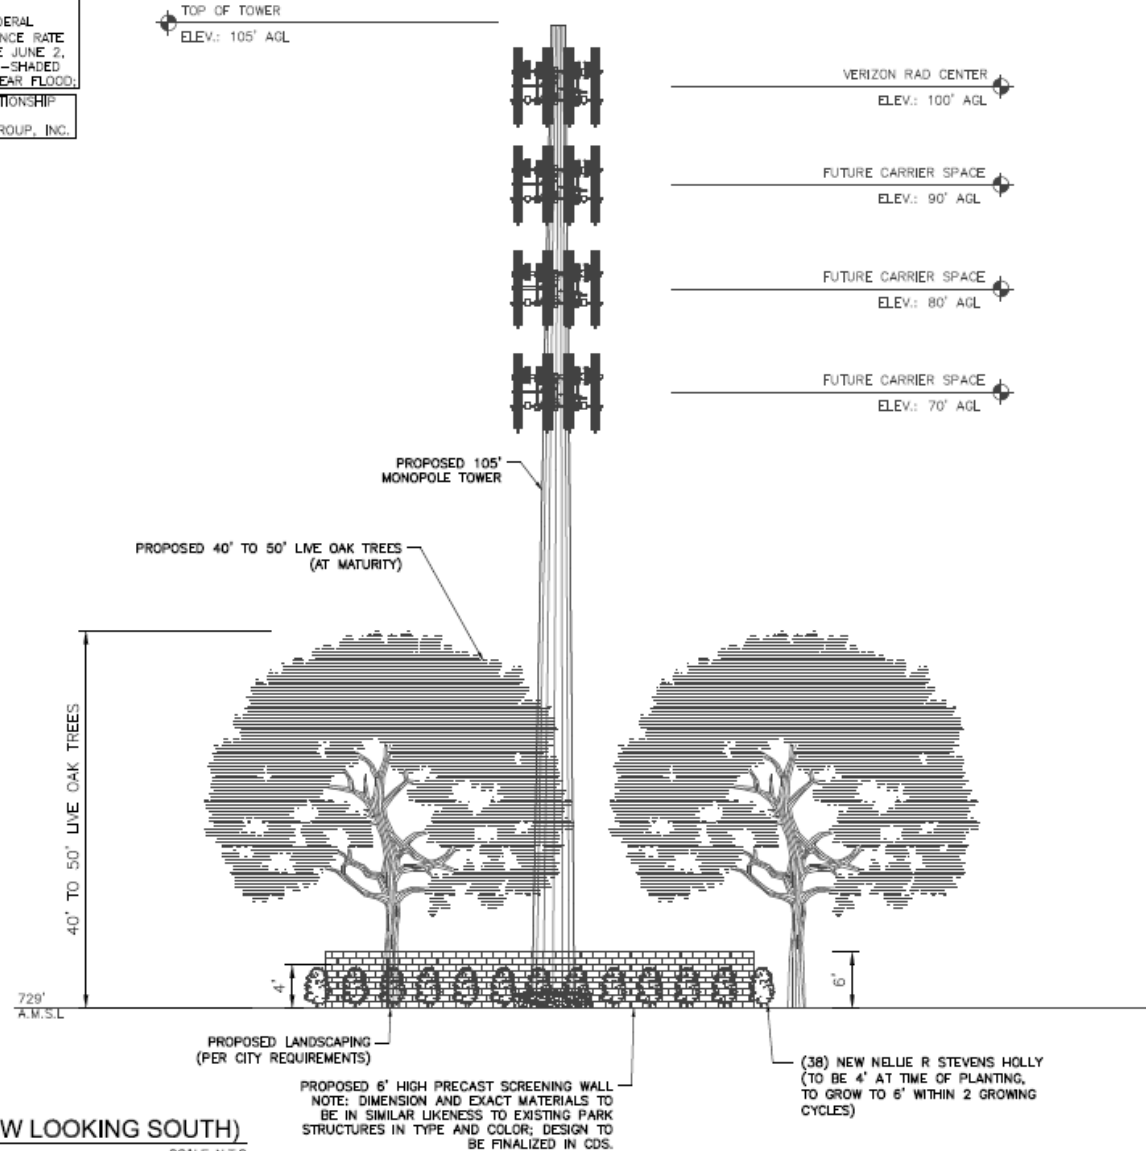 TOP OF TOWER
ELEV.: 105' AGL
NCE RATE
JUNE 2,
-SHADED
EAR FLOOD;
TIONSHIP
ROUP, INC.
VERIZON RAD CENTER
ELEV.: 100' AGL
FUTURE CARRIER SPACE
ELEV.: 90' AGL
FUTURE CARRIER SPACE
ELEV.: 80' AGL
FUTURE CARRIER SPACE
ELEV.: 70' AGL
PROPOSED 105'
MONOPOLE TOWER
PROPOSED 40' TO 50' LIVE OAK TREES
(AT MATURITY)
40' TO 50' LIVE OAK TREES
4'
6'
729'
A.M.S.L
PROPOSED LANDSCAPING
(PER CITY REQUIREMENTS)
PROPOSED 6' HIGH PRECAST SCREENING WALL
NOTE: DIMENSION AND EXACT MATERIALS TO
BE IN SIMILAR LIKENESS TO EXISTING PARK
STRUCTURES IN TYPE AND COLOR; DESIGN TO
BE FINALIZED IN CDS.
(38) NEW NELLIE R STEVENS HOLLY
(TO BE 4' AT TIME OF PLANTING,
TO GROW TO 6' WITHIN 2 GROWING
CYCLES)
W LOOKING SOUTH)